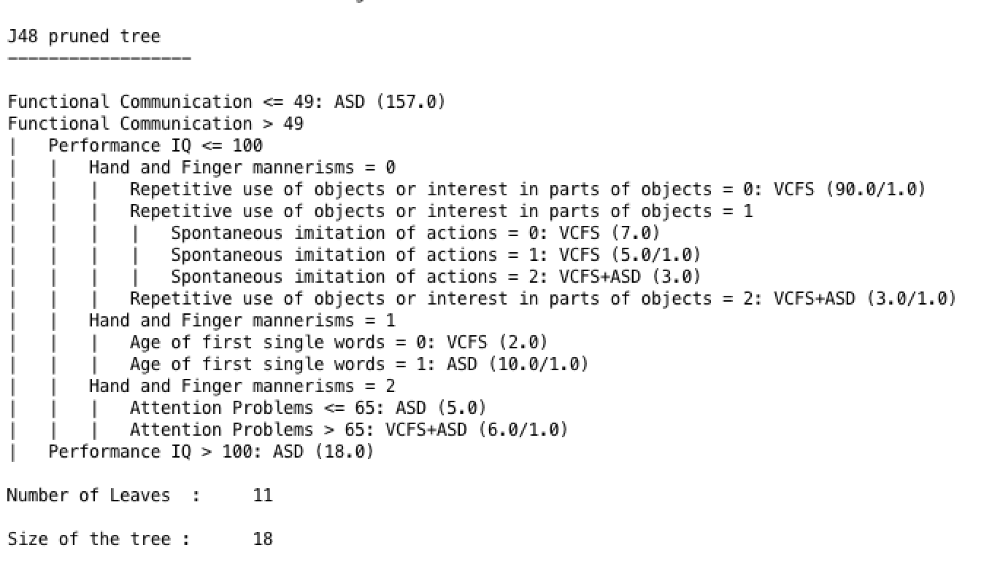 J48 pruned tree
------------------
Functional Communication <= 49: ASD (157.0)
Functional Communication > 49
|   Performance IQ <= 100
|   |   Hand and Finger mannerisms = 0
|   |   |   Repetitive use of objects or interest in parts of objects = 0: VCFS (90.0/1.0)
|   |   |   Repetitive use of objects or interest in parts of objects = 1
|   |   |   |   Spontaneous imitation of actions = 0: VCFS (7.0)
|   |   |   |   Spontaneous imitation of actions = 1: VCFS (5.0/1.0)
|   |   |   |   Spontaneous imitation of actions = 2: VCFS+ASD (3.0)
|   |   |   Repetitive use of objects or interest in parts of objects = 2: VCFS+ASD (3.0/1.0)
|   |   Hand and Finger mannerisms = 1
|   |   |   Age of first single words = 0: VCFS (2.0)
|   |   |   Age of first single words = 1: ASD (10.0/1.0)
|   |   Hand and Finger mannerisms = 2
|   |   |   Attention Problems <= 65: ASD (5.0)
|   |   |   Attention Problems > 65: VCFS+ASD (6.0/1.0)
|   Performance IQ > 100: ASD (18.0)
Number of Leaves  :     11
Size of the tree :      18